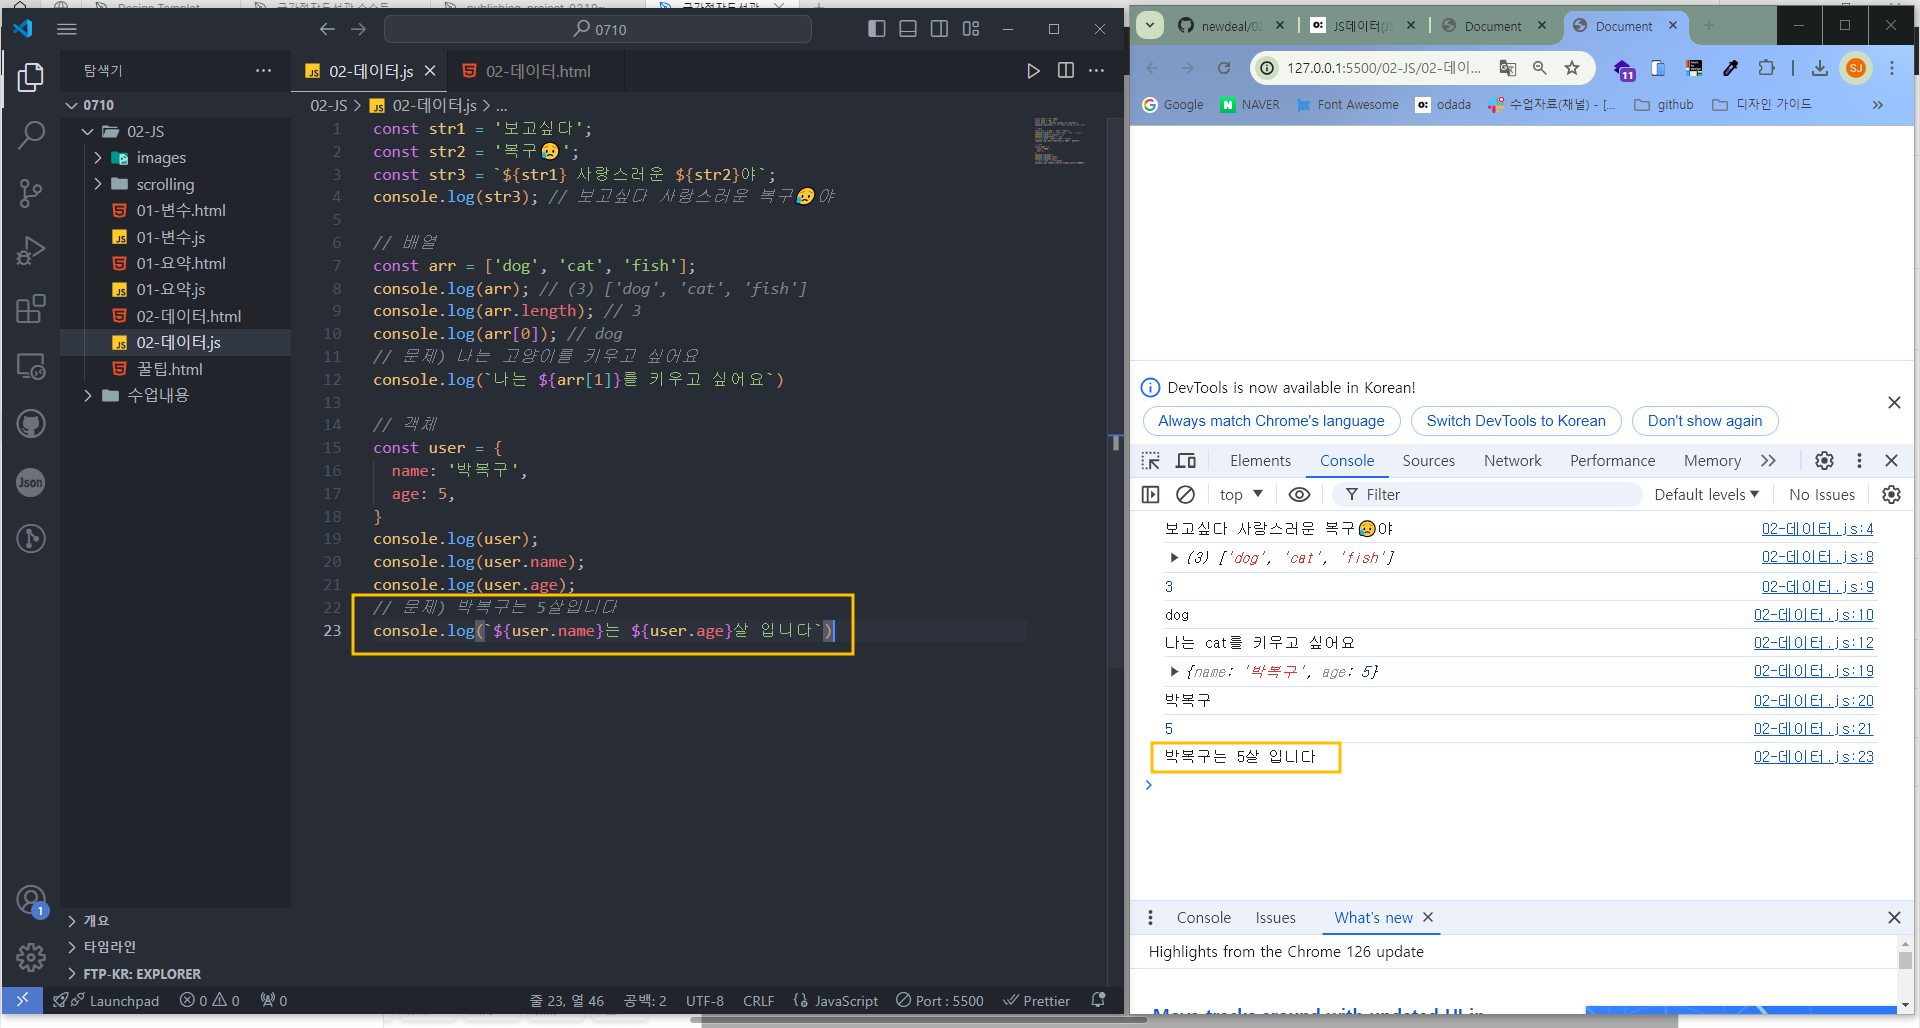 0710
탐색기
0710
02-JS
images
scrolling
01-변수.html
01-변수.js
01-요약.html
01-요약.js
02-데이터.html
02-데이터.js
꿀팁.html
수업내용
개요
타임라인
FTP-KR: EXPLORER
Json
1
02-데이터.js
02-데이터.html
02-JS > JS 02-데이터.js > ...
1 const str1 = '보고싶다';
2 const str2 = '복구😥';
3 const str3 = `${str1} 사랑스러운 ${str2}야`;
4 console.log(str3); // 보고싶다 사랑스러운 복구😥야
5
6 // 배열
7 const arr = ['dog', 'cat', 'fish'];
8 console.log(arr); // (3) ['dog', 'cat', 'fish']
9 console.log(arr.length); // 3
10 console.log(arr[0]); // dog
11 // 문제) 나는 고양이를 키우고 싶어요
12 console.log(`나는 ${arr[1]}를 키우고 싶어요`)
13
14 // 객체
15 const user = {
16 name: '박복구',
17 age: 5,
18 }
19 console.log(user);
20 console.log(user.name);
21 console.log(user.age);
22 // 문제) 박복구는 5살입니다
23 console.log(`${user.name}는 ${user.age}살 입니다`)
Launchpad 0 0 0 줄 23, 열 46 공백: 2 UTF-8 CRLF {} JavaScript Port : 5500 Prettier
newdeal/02
JS데이터(JS
Document
Document
127.0.0.1:5500/02-JS/02-데이...
11
SJ
Google NAVER Font Awesome odada 수업자료(채널) - [... github 디자인 가이드 »
DevTools is now available in Korean!
Always match Chrome's language Switch DevTools to Korean Don't show again
Elements Console Sources Network Performance Memory
top Filter Default levels No Issues
보고싶다 사랑스러운 복구😥야 02-데이터.js:4
(3) ['dog', 'cat', 'fish'] 02-데이터.js:8
3 02-데이터.js:9
dog 02-데이터.js:10
나는 cat를 키우고 싶어요 02-데이터.js:12
{name: '박복구', age: 5} 02-데이터.js:19
박복구 02-데이터.js:20
5 02-데이터.js:21
박복구는 5살 입니다 02-데이터.js:23
Console Issues What's new
Highlights from the Chrome 126 update